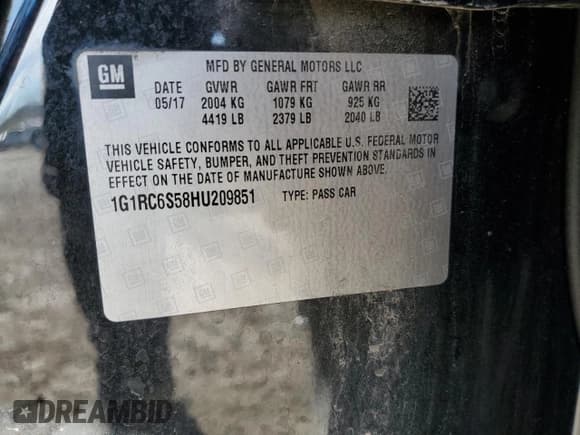 GM
MFD BY GENERAL MOTORS LLC
DATE GVWR GAWR FRT GAWR RR
05/17 2004 KG 1079 KG 925 KG
4419 LB 2379 LB 2040 LB
THIS VEHICLE CONFORMS TO ALL APPLICABLE U.S. FEDERAL MOTOR
VEHICLE SAFETY, BUMPER, AND THEFT PREVENTION STANDARDS IN
EFFECT ON THE DATE OF MANUFACTURE SHOWN ABOVE.
1G1RC6S58HU209851 TYPE: PASS CAR
DREAMBID